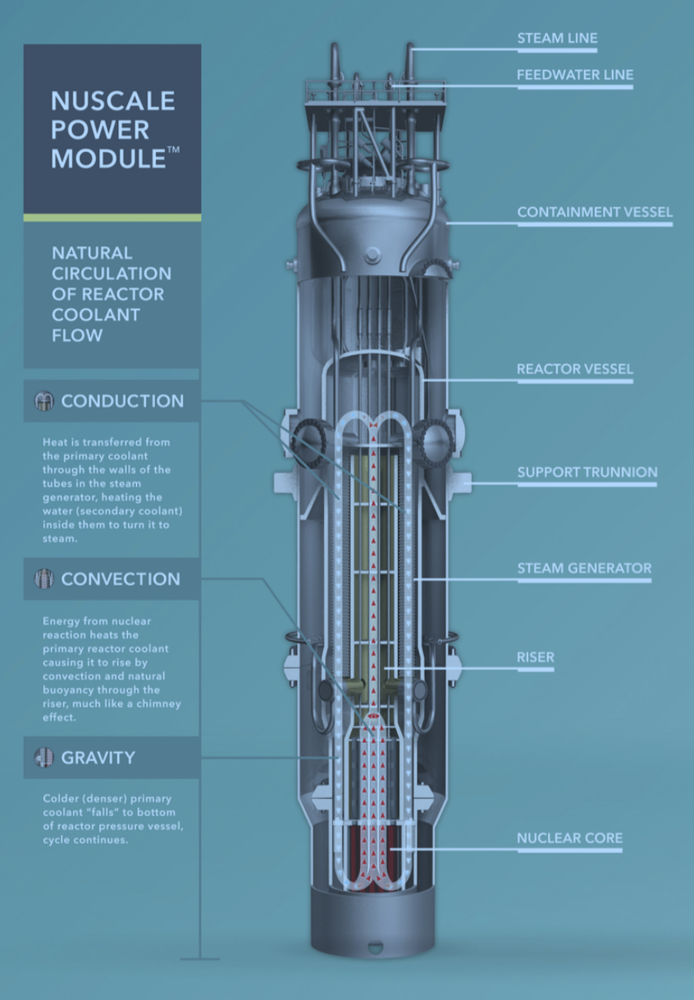 NUSCALE
POWER
MODULE™
NATURAL
CIRCULATION
OF REACTOR
COOLANT
FLOW
CONDUCTION
Heat is transferred from
the primary coolant
through the walls of the
tubes in the steam
generator, heating the
water (secondary coolant)
inside them to turn it to
steam.
CONVECTION
Energy from nuclear
reaction heats the
primary reactor coolant
causing it to rise by
convection and natural
buoyancy through the
riser, much like a chimney
effect.
GRAVITY
Colder (denser) primary
coolant “falls” to bottom
of reactor pressure vessel,
cycle continues.
STEAM LINE
FEEDWATER LINE
CONTAINMENT VESSEL
REACTOR VESSEL
SUPPORT TRUNNION
STEAM GENERATOR
RISER
NUCLEAR CORE